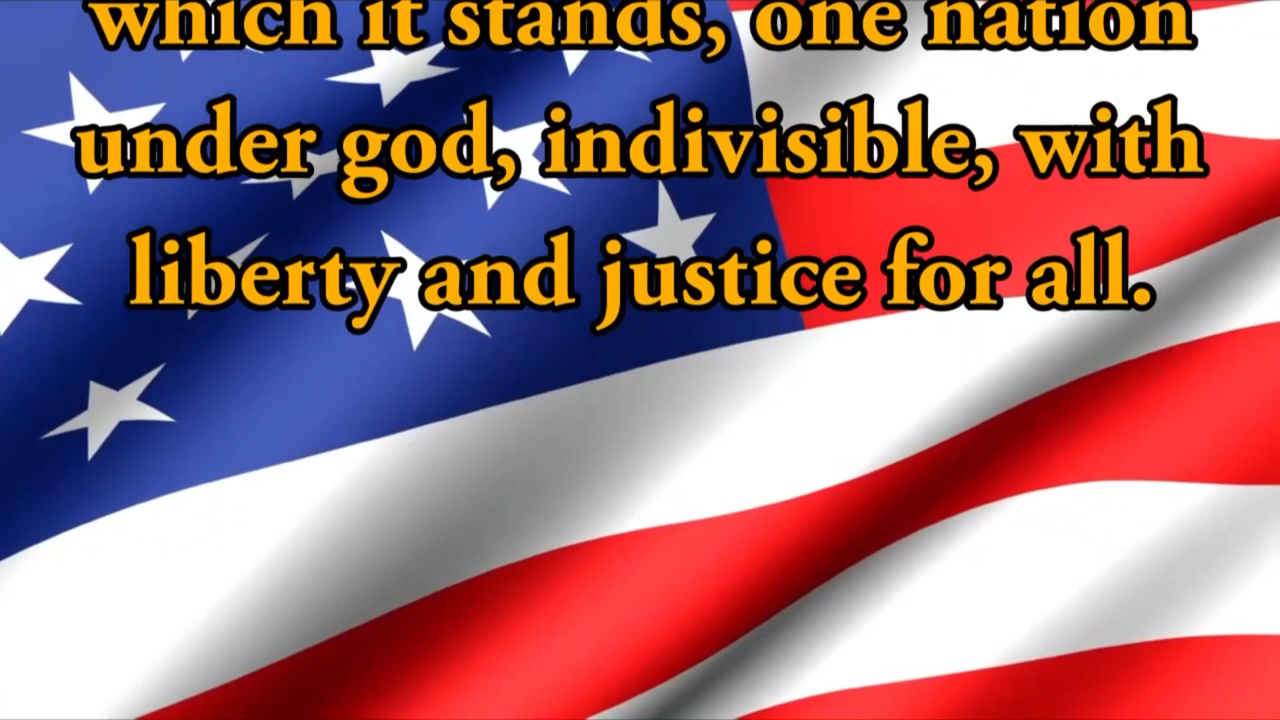 which it stands, one nation
under god, indivisible, with
liberty and justice for all.